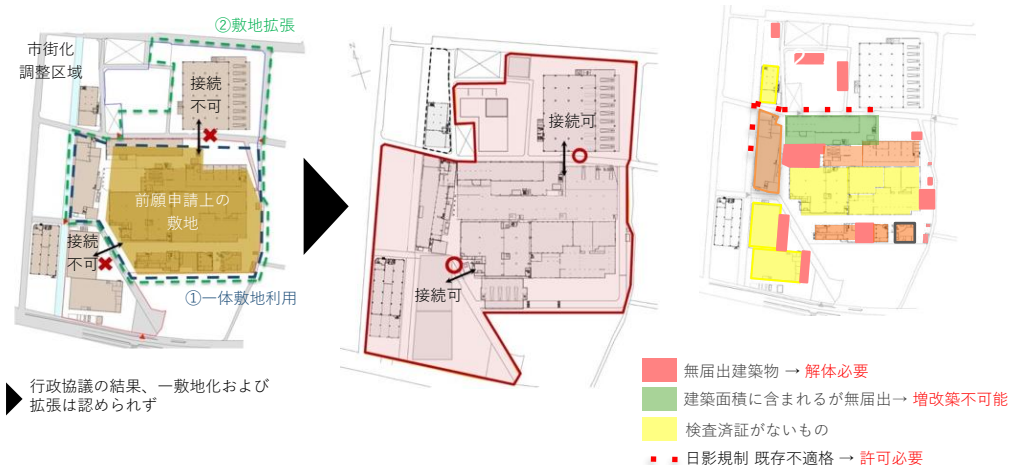 ②敷地拡張
市街化
調整区域
接続
不可
前願申請上の
敷地
接続
不可
①一体敷地利用
行政協議の結果、一敷地化および
拡張は認められず
接続可
接続可
無届出建築物 → 解体必要
建築面積に含まれるが無届出→ 増改築不可能
検査済証がないもの
日影規制 既存不適格 → 許可必要